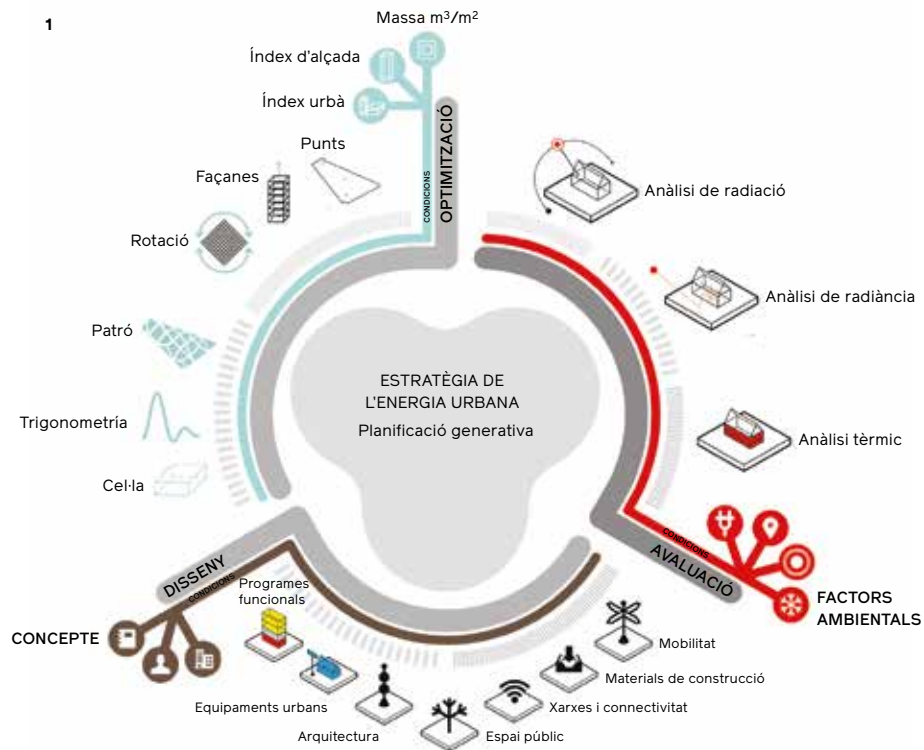 1
Massa m³/m²
Índex d'alçada
Índex urbà
Punts
Façanes
Rotació
Patró
Trigonometría
Cel·la
CONDICIONS
OPTIMITZACIÓ
Anàlisi de radiació
Anàlisi de radiància
Anàlisi tèrmic
ESTRATÈGIA DE
L'ENERGIA URBANA
Planificació generativa
CONDICIONS
AVALUACIÓ
FACTORS
AMBIENTALS
DISSENY
CONDICIONS
CONCEPTE
Programes
funcionals
Equipaments urbans
Arquitectura
Espai públic
Xarxes i connectivitat
Materials de construcció
Mobilitat